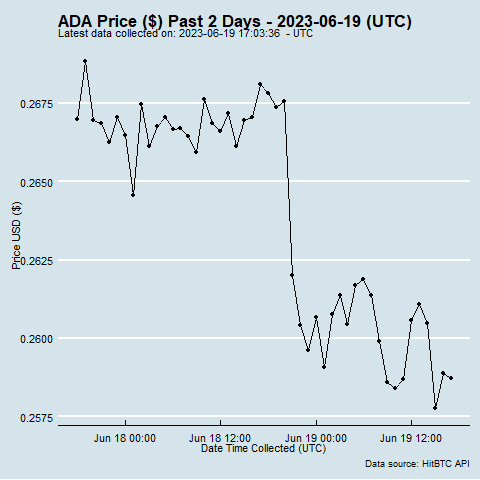 ADA Price ($) Past 2 Days - 2023-06-19 (UTC)
Latest data collected on: 2023-06-19 17:03:36  - UTC
Price USD ($)
0.2675
0.2650
0.2625
0.2600
0.2575
Jun 18 00:00 Jun 18 12:00 Jun 19 00:00 Jun 19 12:00
Date Time Collected (UTC)
Data source: HitBTC API